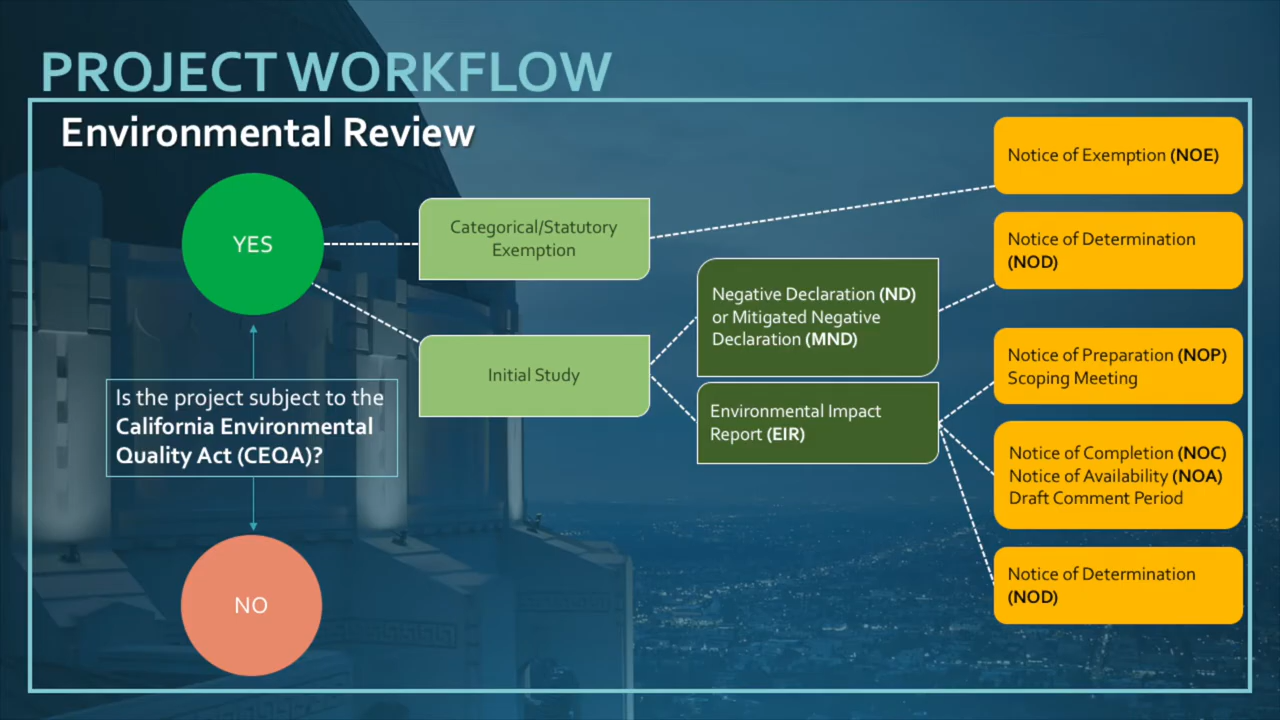 PROJECT WORKFLOW
Environmental Review
YES
Categorical/Statutory
Exemption
Initial Study
Is the project subject to the
California Environmental
Quality Act (CEQA)?
NO
Negative Declaration (ND)
or Mitigated Negative
Declaration (MND)
Environmental Impact
Report (EIR)
Notice of Exemption (NOE)
Notice of Determination
(NOD)
Notice of Preparation (NOP)
Scoping Meeting
Notice of Completion (NOC)
Notice of Availability (NOA)
Draft Comment Period
Notice of Determination
(NOD)